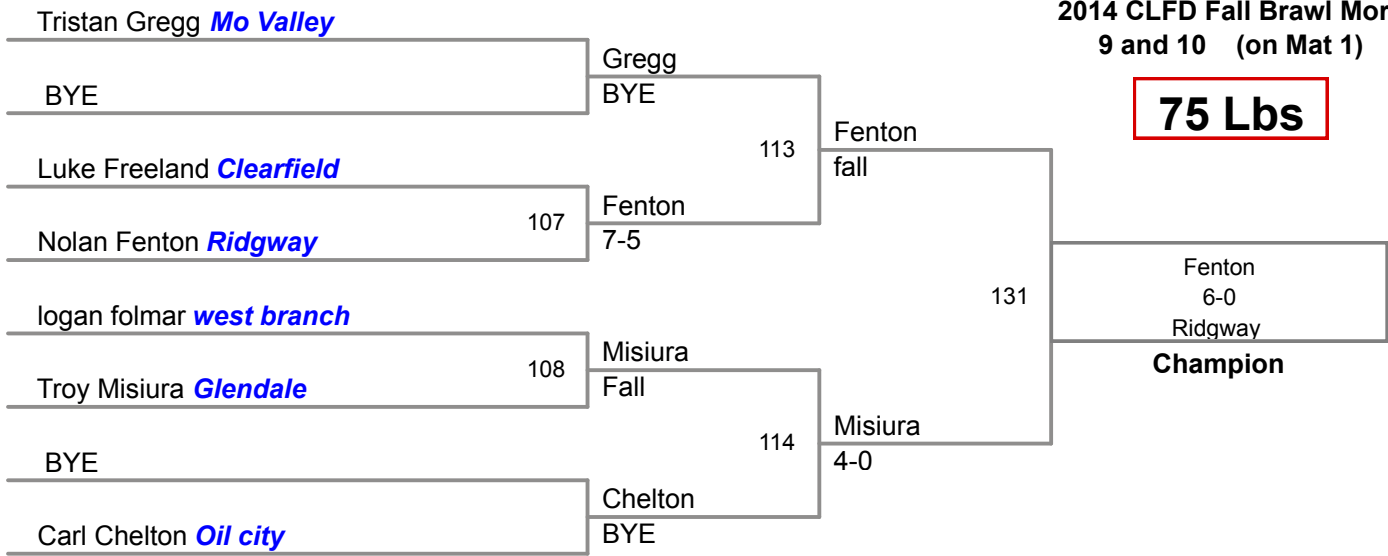 Tristan Gregg Mo Valley
BYE
Luke Freeland Clearfield
Nolan Fenton Ridgway
logan folmar west branch
Troy Misiura Glendale
BYE
Carl Chelton Oil city
107
108
Gregg
BYE
Fenton
7-5
Misiura
Fall
Chelton
BYE
113
114
Fenton
fall
Misiura
4-0
131
2014 CLFD Fall Brawl Mor
9 and 10 (on Mat 1)
75 Lbs
Fenton
6-0
Ridgway
Champion